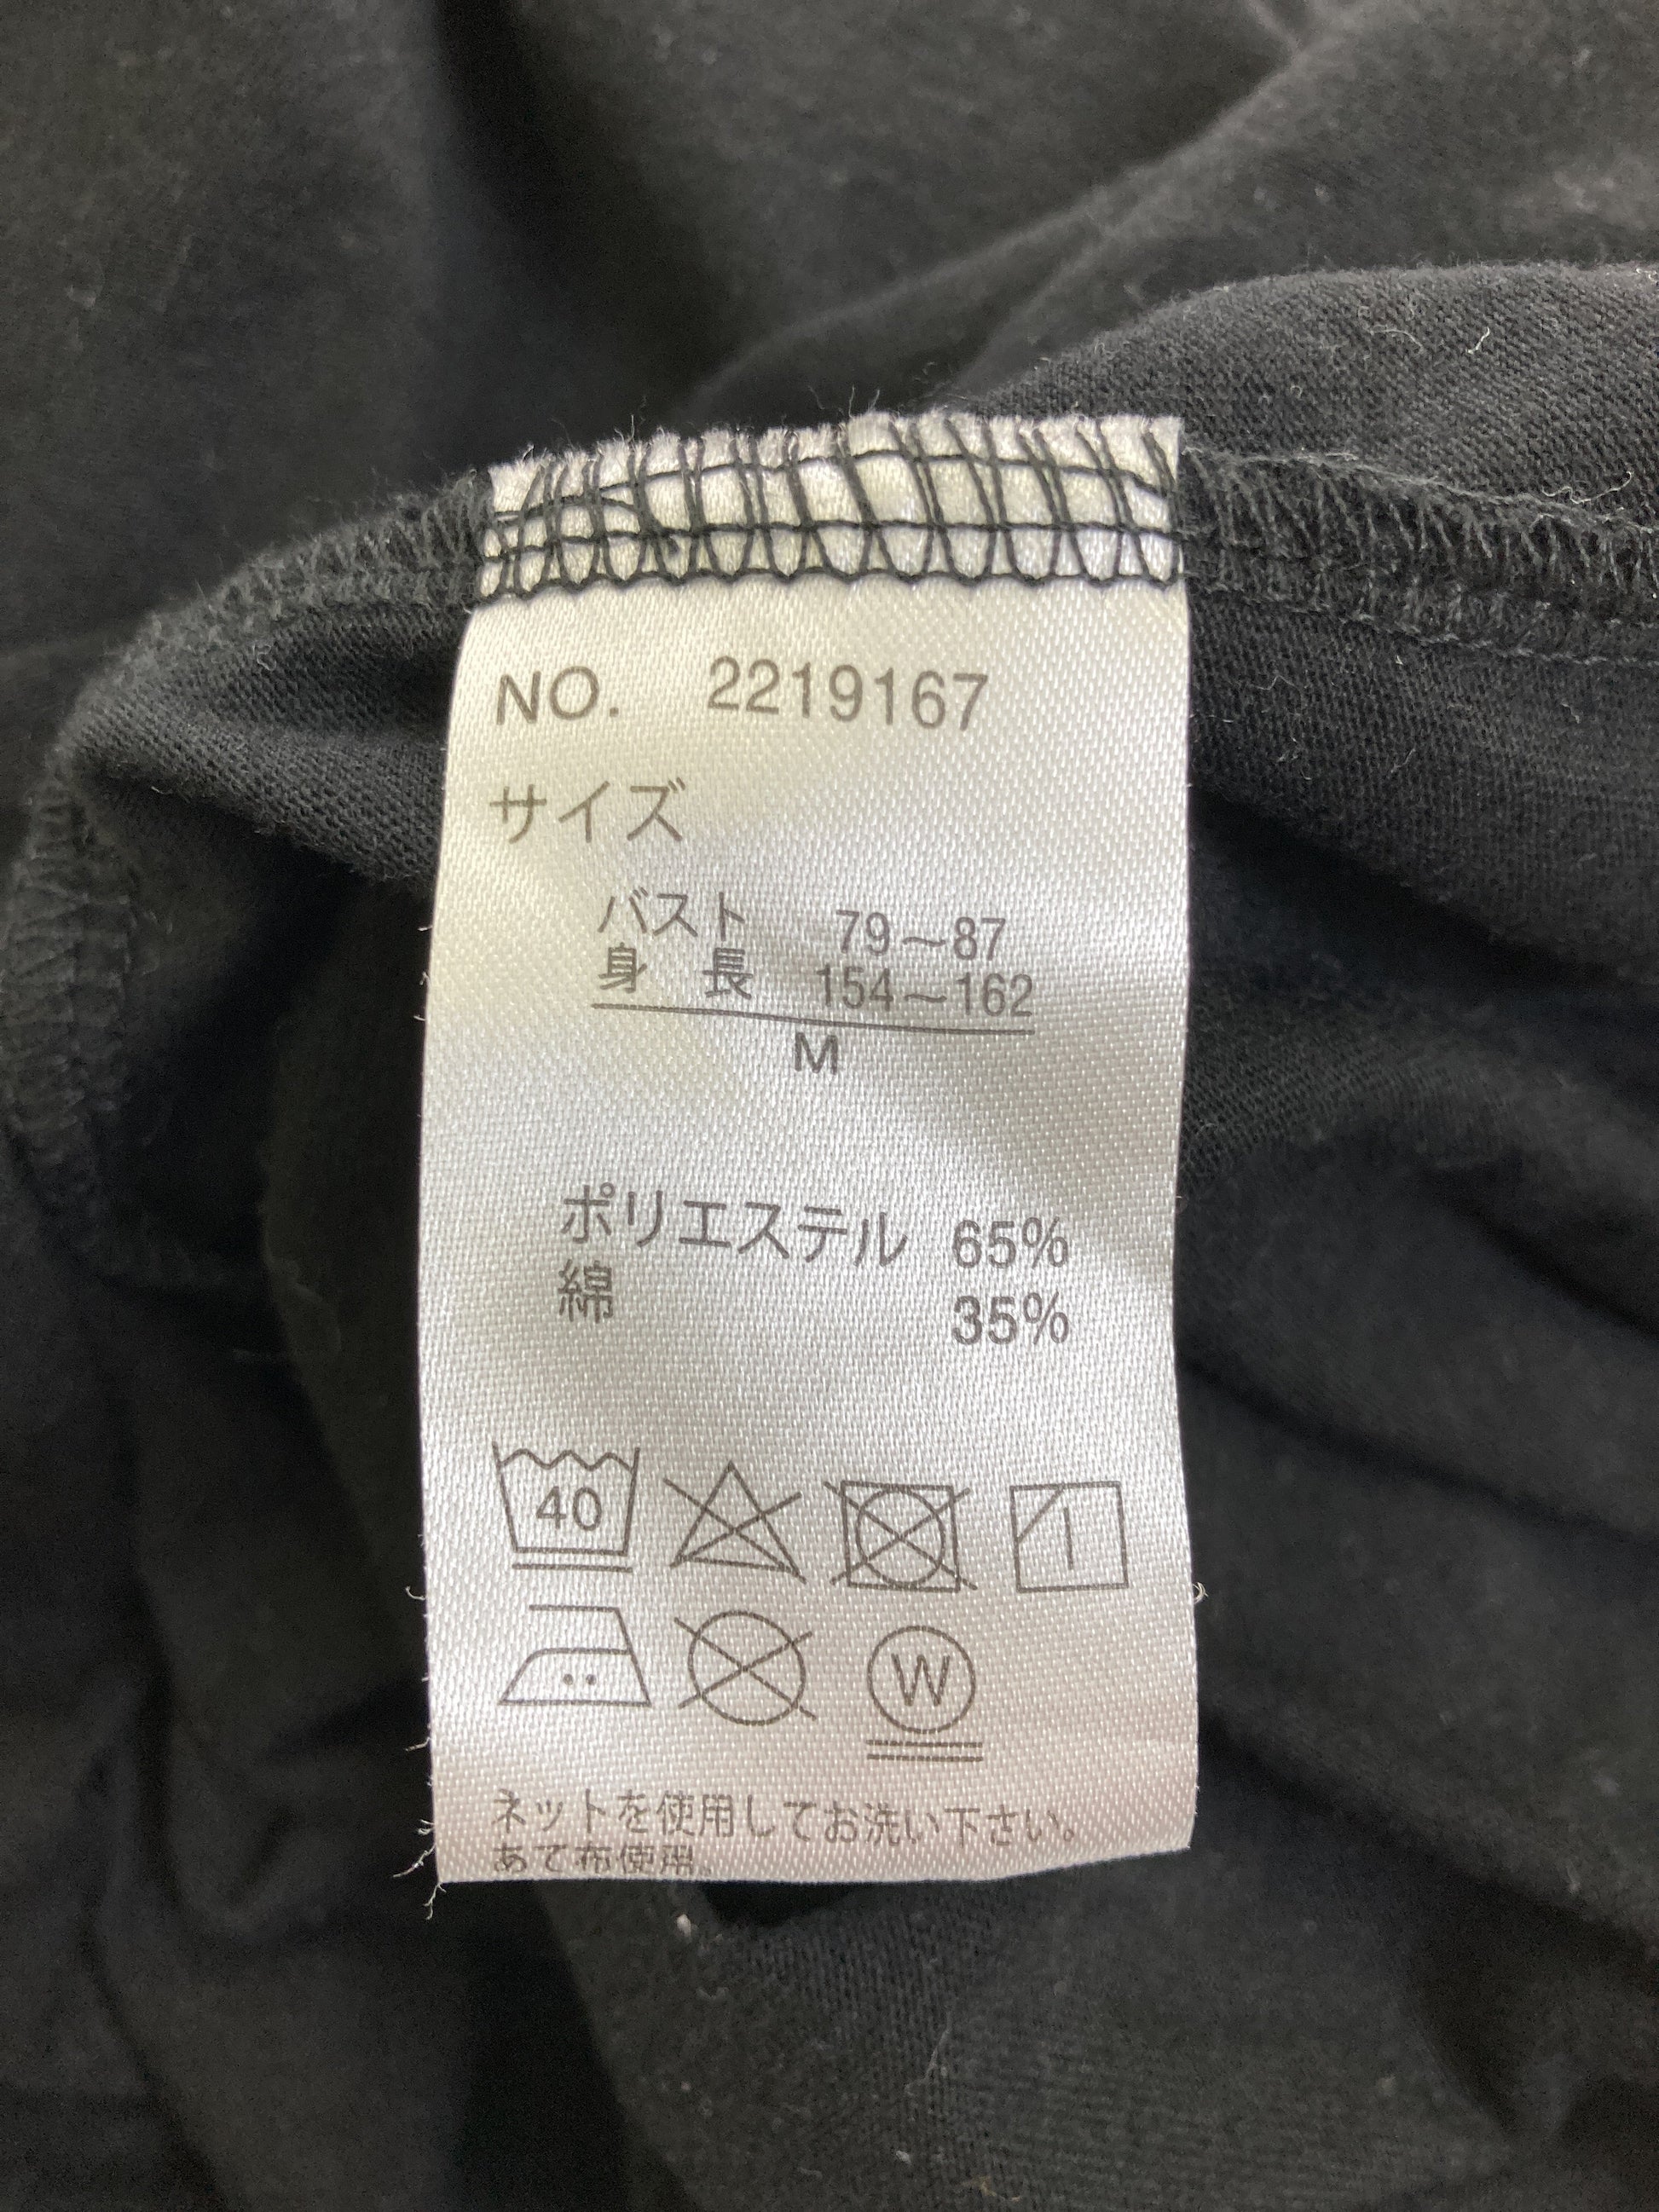 NO. 2219167
サイズ
バスト 79~87
身 長 154~162
M
ポリエステル 65%
綿 35%
40
W
ネットを使用してお洗い下さい。
あて布使用。